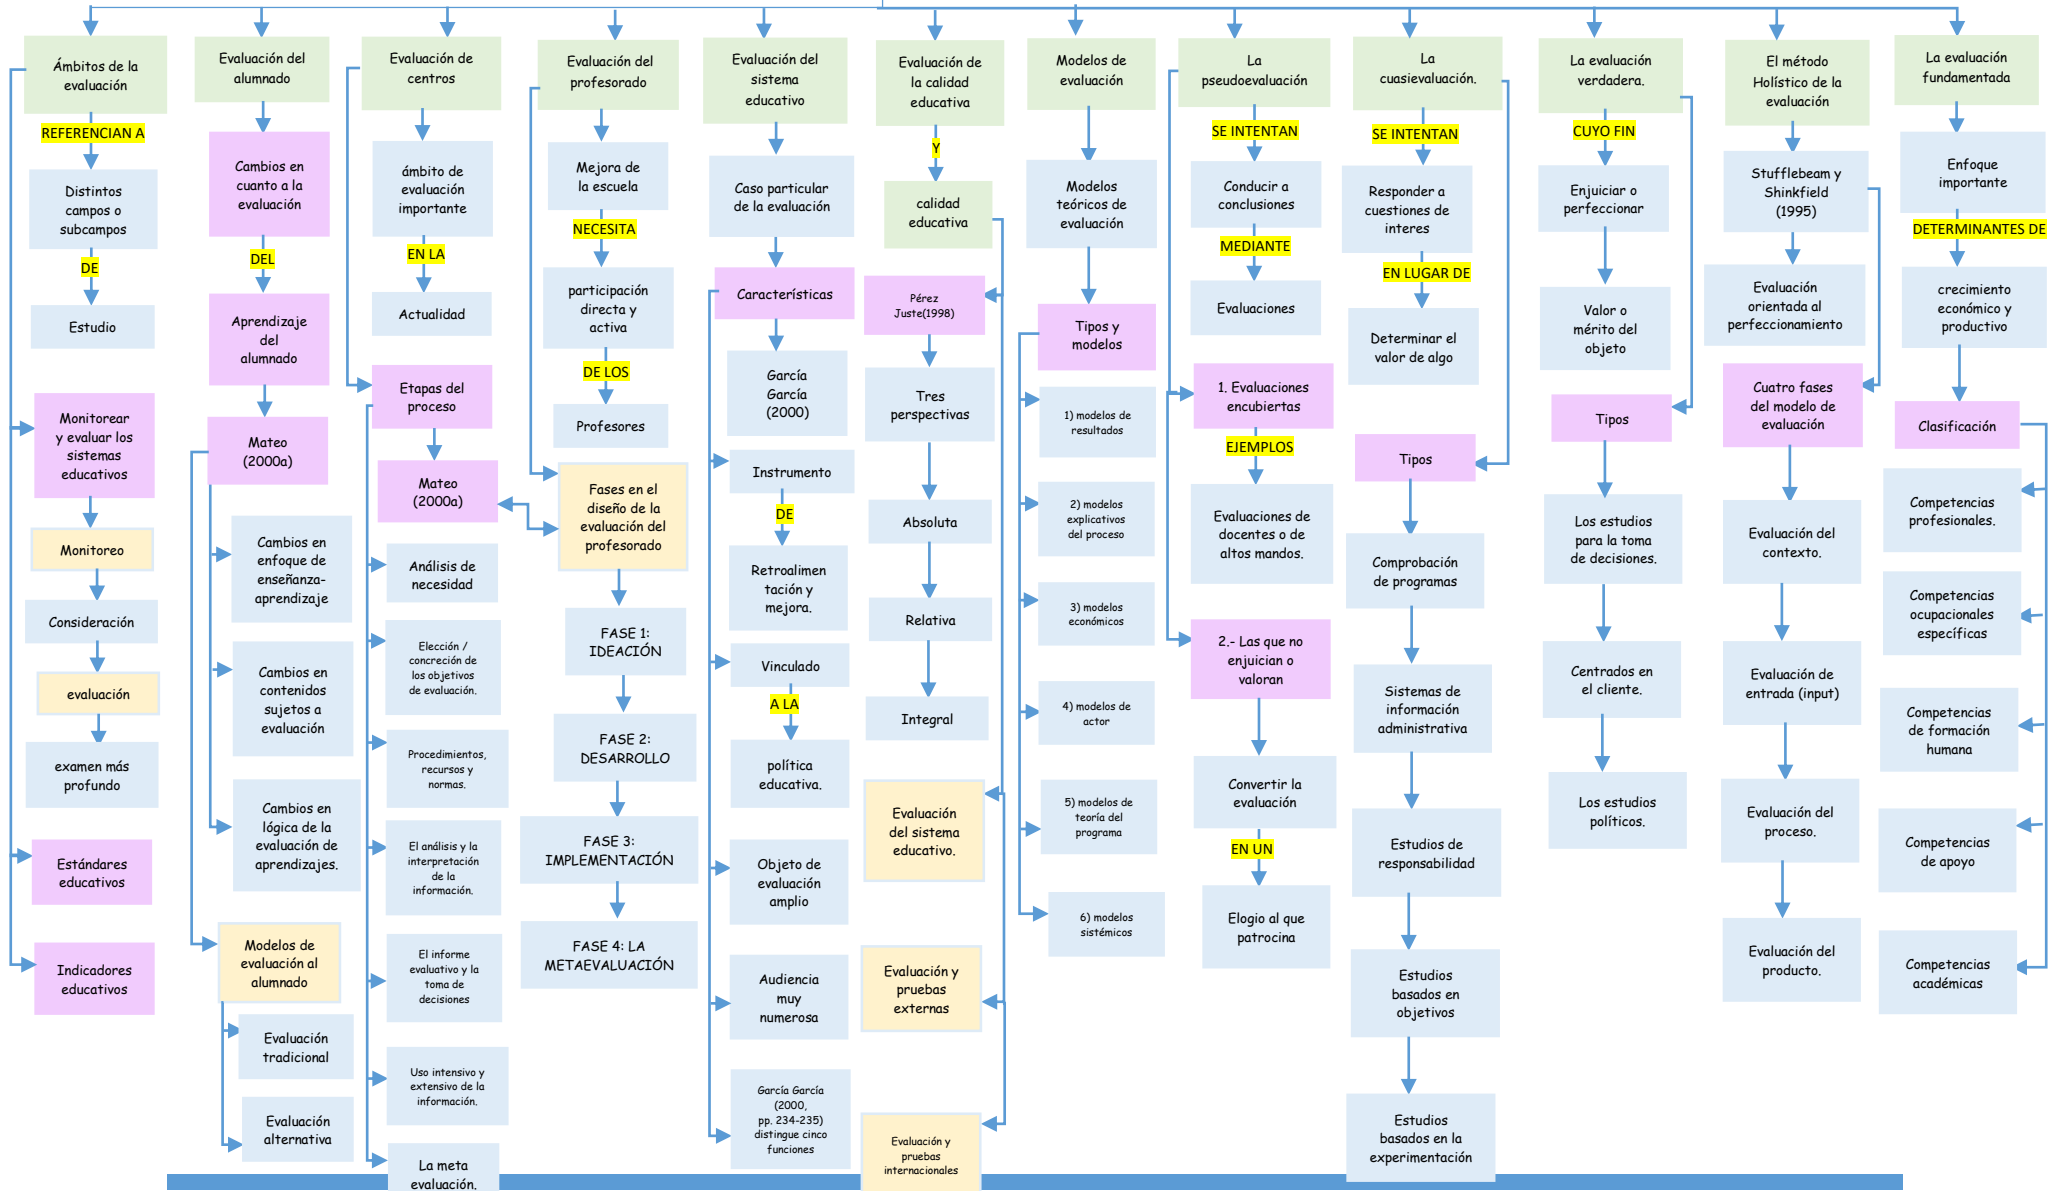 Ámbitos de la
evaluación
REFERENCIAN A
Distintos
campos o
subcampos
DE
Estudio
Monitorear
y evaluar los
sistemas
educativos
Monitoreo
Consideración
evaluación
examen más
profundo
Estándares
educativos
Indicadores
educativos
Evaluación del
alumnado
Cambios en
cuanto a la
evaluación
DEL
Aprendizaje
del
alumnado
Mateo
(2000a)
Cambios en
enfoque de
enseñanza-
aprendizaje
Cambios en
contenidos
sujetos a
evaluación
Cambios en
lógica de la
evaluación de
aprendizajes.
Modelos de
evaluación al
alumnado
Evaluación
tradicional
Evaluación
alternativa
Evaluación de
centros
ámbito de
evaluación
importante
EN LA
Actualidad
Etapas del
proceso
Mateo
(2000a)
Análisis de
necesidad
Elección /
concreción de
los objetivos
de evaluación.
Procedimientos,
recursos y
normas.
El análisis y la
interpretación
de la
información.
El informe
evaluativo y la
toma de
decisiones
Uso intensivo y
extensivo de la
información.
La meta
evaluación.
Evaluación del
profesorado
Mejora de
la escuela
NECESITA
participación
directa y
activa
DE LOS
Profesores
Fases en el
diseño de la
evaluación del
profesorado
FASE 1:
IDEACIÓN
FASE 2:
DESARROLLO
FASE 3:
IMPLEMENTACIÓN
FASE 4: LA
METAEVALUACIÓN
Evaluación del
sistema
educativo
Caso particular
de la evaluación
Características
García
García
(2000)
Instrumento
DE
Retroalimen
tación y
mejora.
Vinculado
A LA
política
educativa.
Objeto de
evaluación
amplio
Audiencia
muy
numerosa
García García
(2000,
pp. 234-235)
distingue cinco
funciones
Evaluación de
la calidad
educativa
Y
calidad
educativa
Pérez
Juste(1998)
Tres
perspectivas
Absoluta
Relativa
Integral
Evaluación
del sistema
educativo.
Evaluación y
pruebas
externas
Evaluación y
pruebas
internacionales
Modelos de
evaluación
Modelos
teóricos de
evaluación
Tipos y
modelos
1) modelos de
resultados
2) modelos
explicativos
del proceso
3) modelos
económicos
4) modelos de
actor
5) modelos de
teoría del
programa
6) modelos
sistémicos
La
pseudoevaluación
SE INTENTAN
Conducir a
conclusiones
MEDIANTE
Evaluaciones
1. Evaluaciones
encubiertas
EJEMPLOS
Evaluaciones de
docentes o de
altos mandos.
2.- Las que no
enjuician o
valoran
Convertir la
evaluación
EN UN
Elogio al que
patrocina
La
cuasievaluación.
SE INTENTAN
Responder a
cuestiones de
interes
EN LUGAR DE
Determinar el
valor de algo
Tipos
Comprobación
de programas
Sistemas de
información
administrativa
Estudios de
responsabilidad
Estudios
basados en
objetivos
Estudios
basados en la
experimentación
La evaluación
verdadera.
CUYO FIN
Enjuiciar o
perfeccionar
Valor o
mérito del
objeto
Tipos
Los estudios
para la toma
de decisiones.
Centrados en
el cliente.
Los estudios
políticos.
El método
Holístico de la
evaluación
Stufflebeam y
Shinkfield
(1995)
Evaluación
orientada al
perfeccionamiento
Cuatro fases
del modelo de
evaluación
Evaluación del
contexto.
Evaluación de
entrada (input)
Evaluación del
proceso.
Evaluación del
producto.
La evaluación
fundamentada
Enfoque
importante
DETERMINANTES DE
crecimiento
económico y
productivo
Clasificación
Competencias
profesionales.
Competencias
ocupacionales
específicas
Competencias
de formación
humana
Competencias
de apoyo
Competencias
académicas